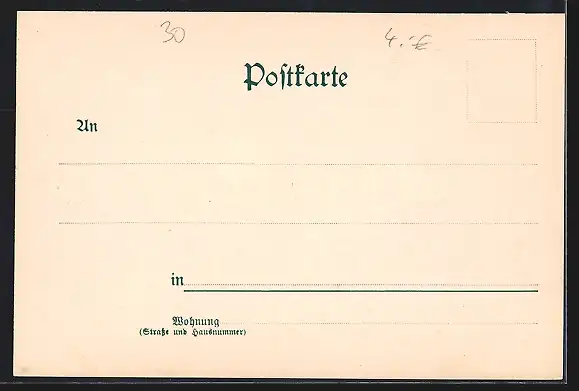 30 4.-€
Poſtkarte
An
in
Wohnung
(Straße und Hausnummer)